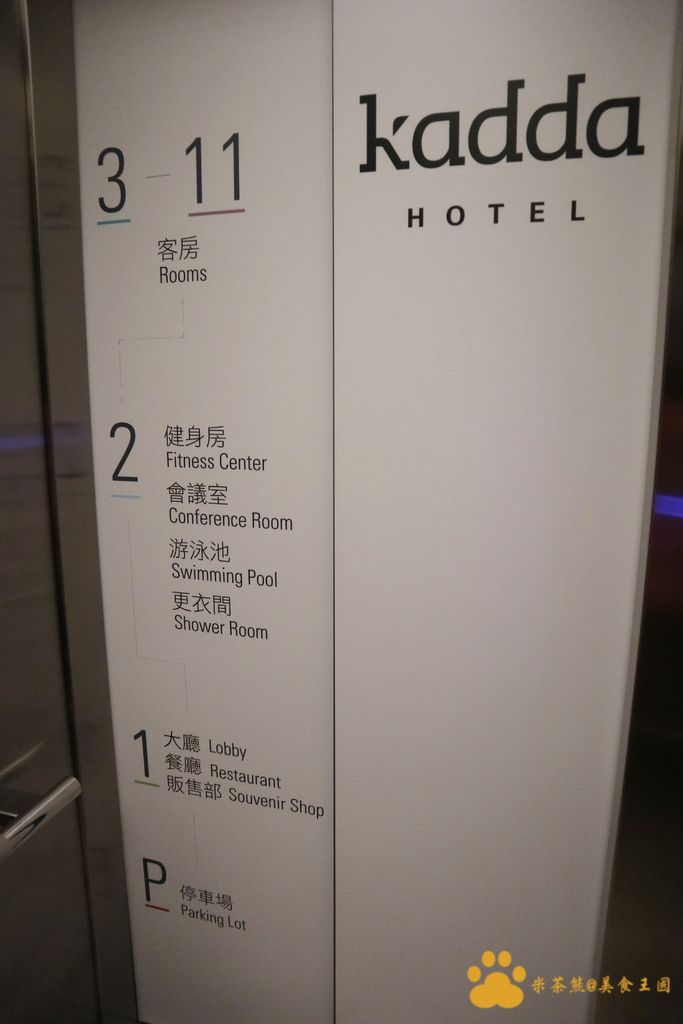 kadda
HOTEL
3 - 11
客房
Rooms
2
健身房
Fitness Center
會議室
Conference Room
游泳池
Swimming Pool
更衣間
Shower Room
1
大廳 Lobby
餐廳 Restaurant
販售部 Souvenir Shop
P
停車場
Parking Lot
米茶熊@美食王國